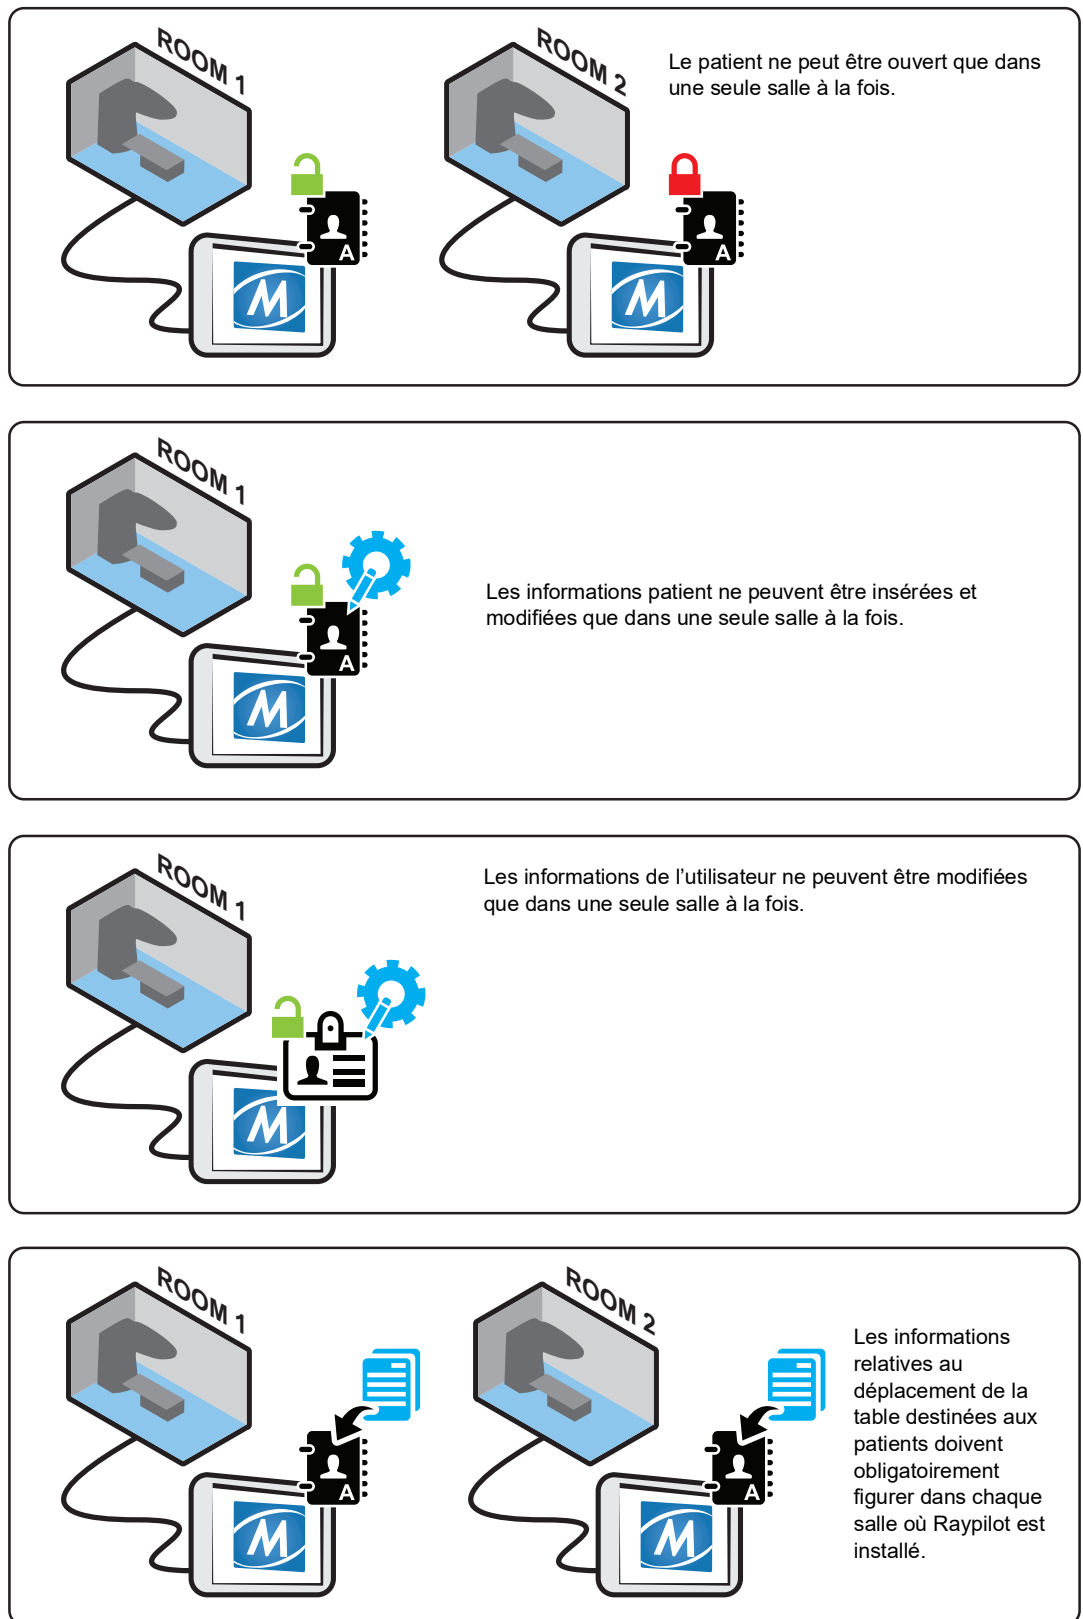 ROOM 1
ROOM 2
Le patient ne peut être ouvert que dans
une seule salle à la fois.
A
A
M
M
ROOM 1
Les informations patient ne peuvent être insérées et
modifiées que dans une seule salle à la fois.
A
M
ROOM 1
Les informations de l’utilisateur ne peuvent être modifiées
que dans une seule salle à la fois.
M
ROOM 1
ROOM 2
Les informations
relatives au
déplacement de la
table destinées aux
patients doivent
obligatoirement
figurer dans chaque
salle où Raypilot est
installé.
A
A
M
M